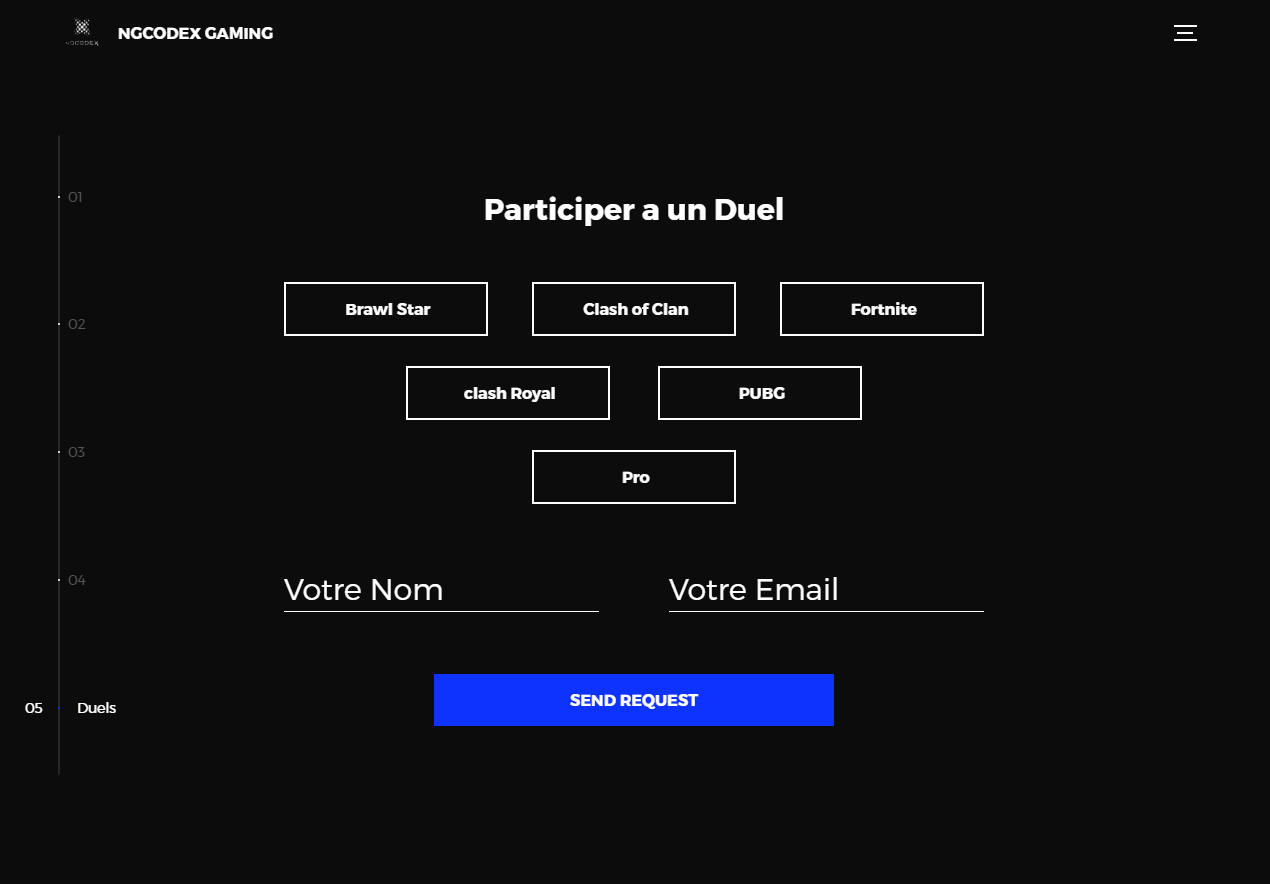 NGCODEX
NGCODEX GAMING
01
Participer a un Duel
Brawl Star
Clash of Clan
Fortnite
02
clash Royal
PUBG
03
Pro
04
Votre Nom
Votre Email
SEND REQUEST
05
Duels